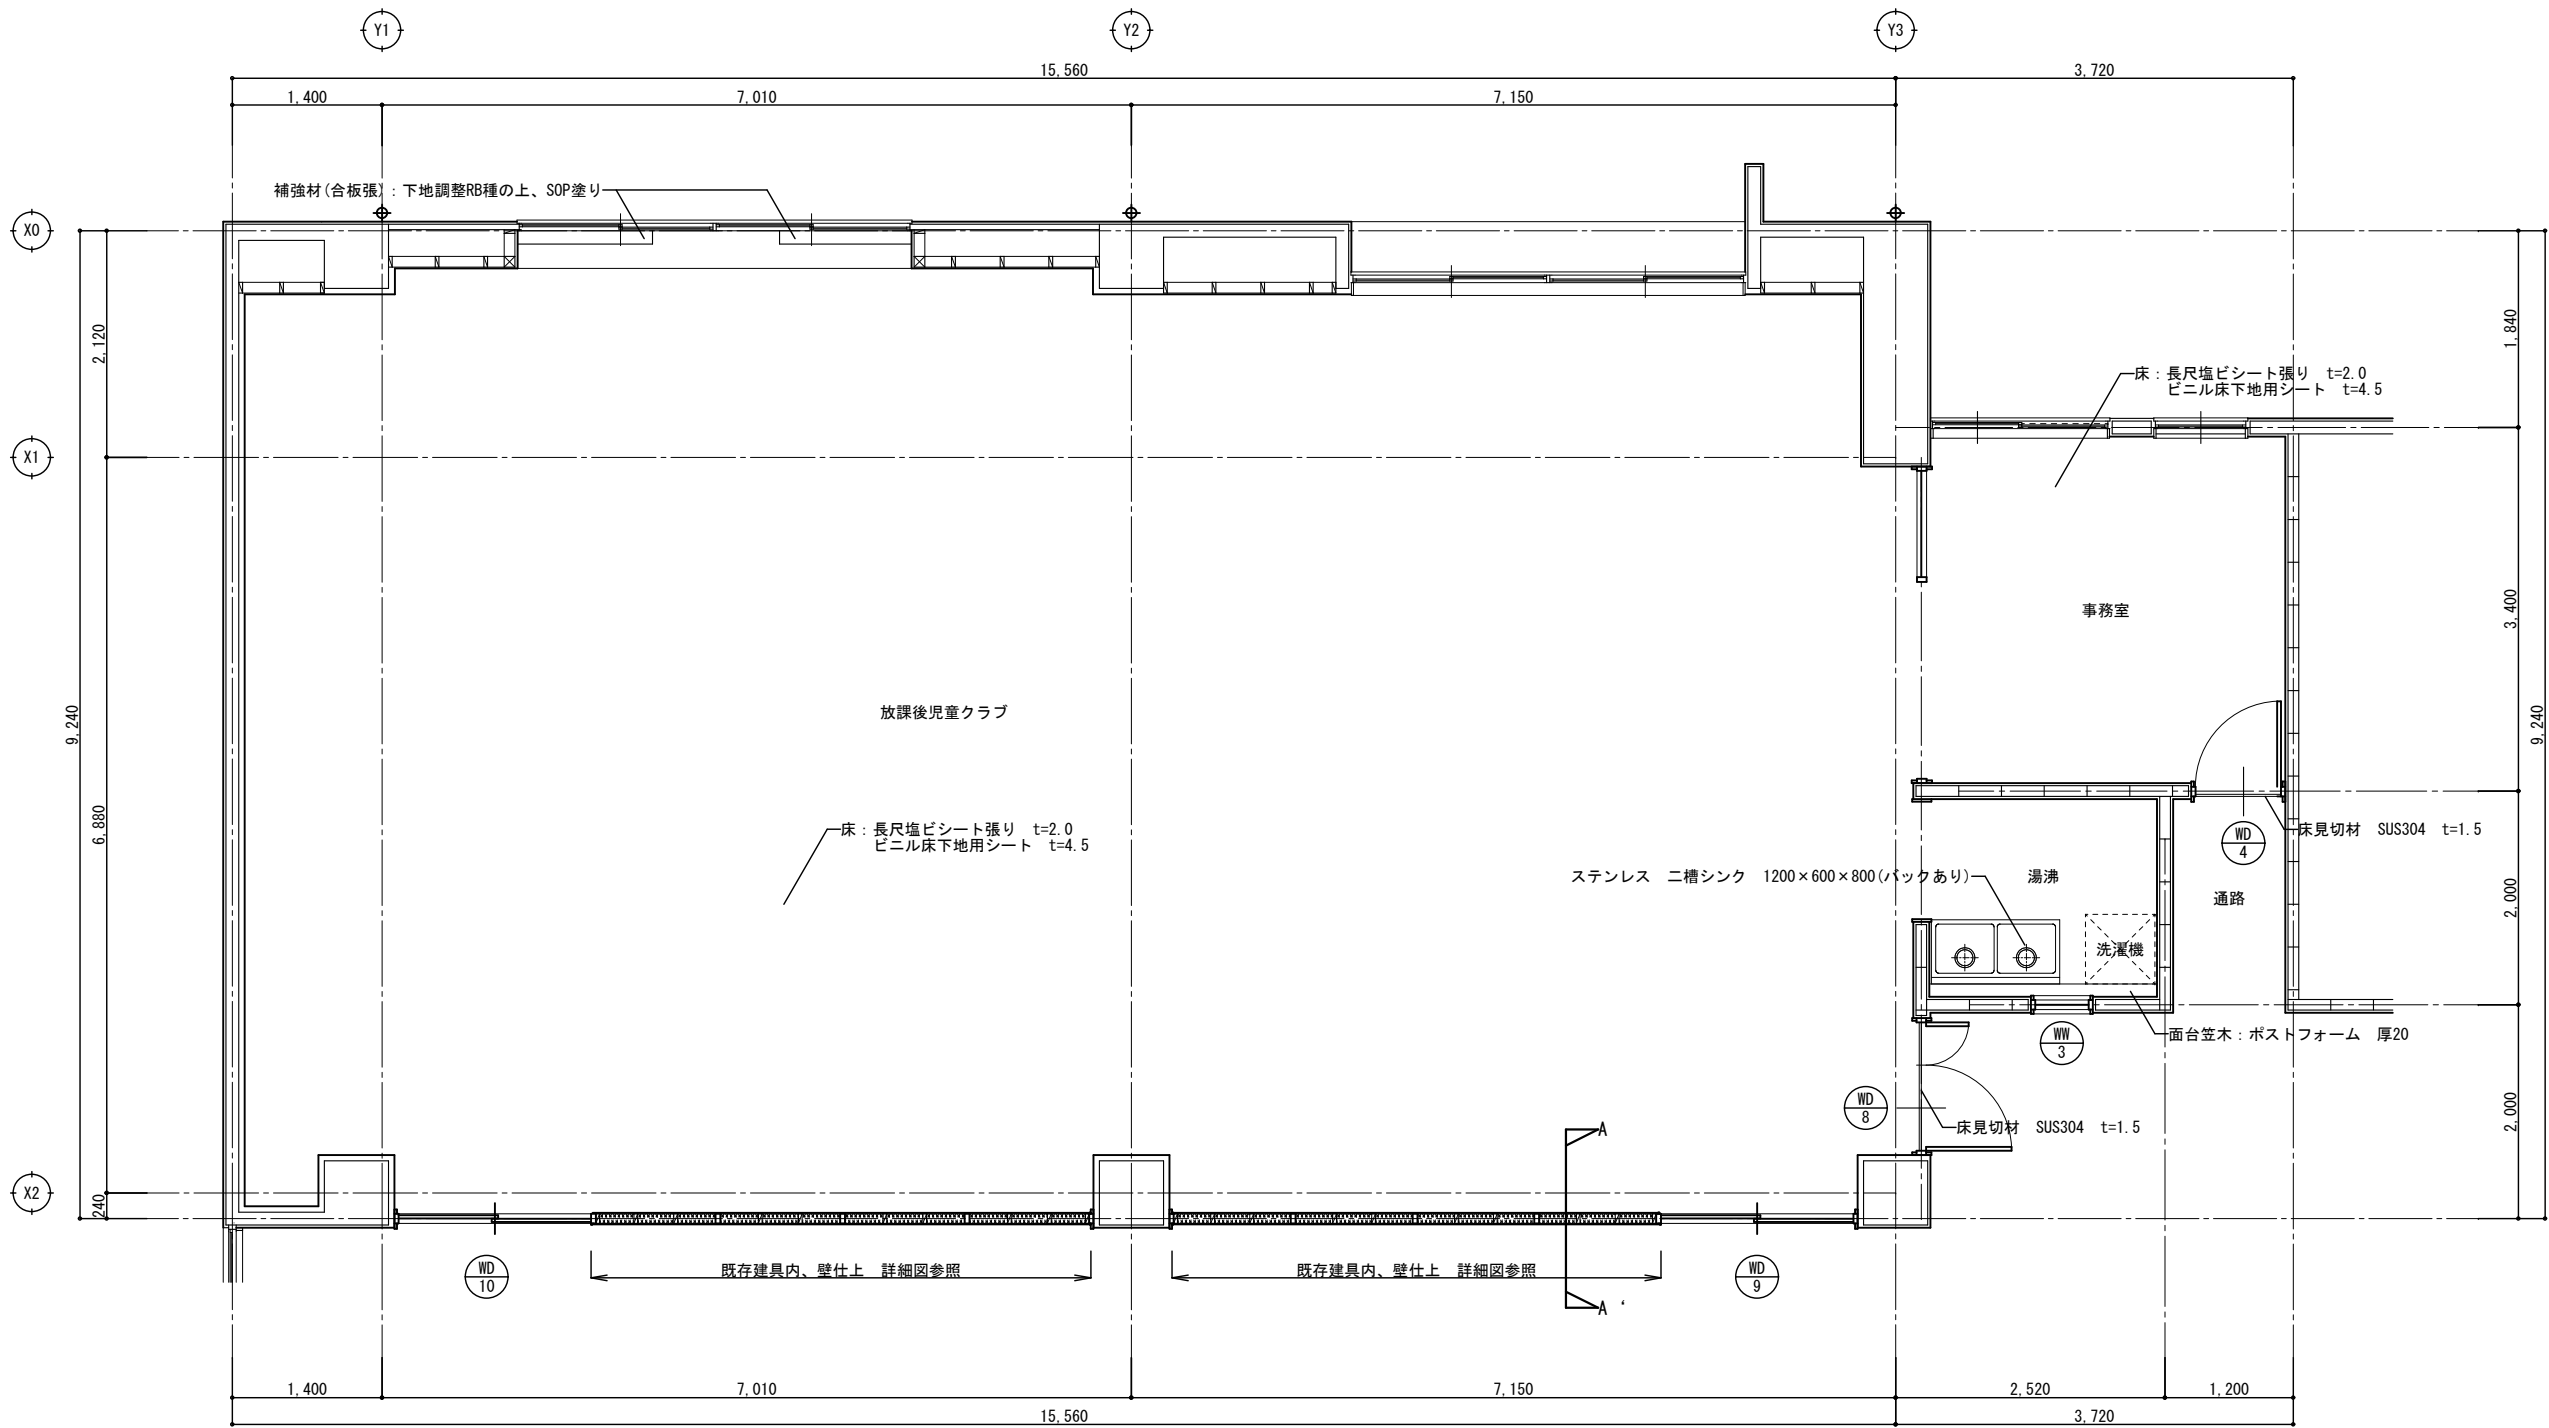 Y1
Y2
Y3
15,560
3,720
1,400
7,010
7,150
補強材(合板張): 下地調整RB種の上、SOP塗り
X0
X1
X2
2,120
9,240
6,880
240
1,840
3,400
9,240
2,000
2,000
床: 長尺塩ビシート張り t=2.0
ビニル床下地用シート t=4.5
事務室
放課後児童クラブ
床: 長尺塩ビシート張り t=2.0
ビニル床下地用シート t=4.5
WD
4
床見切材 SUS304 t=1.5
ステンレス 二槽シンク 1200×600×800(バックあり)
湯沸
通路
洗濯機
WW
3
面台笠木: ポストフォーム 厚20
WD
8
床見切材 SUS304 t=1.5
A
A‘
WD
10
既存建具内、壁仕上 詳細図参照
既存建具内、壁仕上 詳細図参照
WD
9
1,400
7,010
7,150
2,520
1,200
15,560
3,720